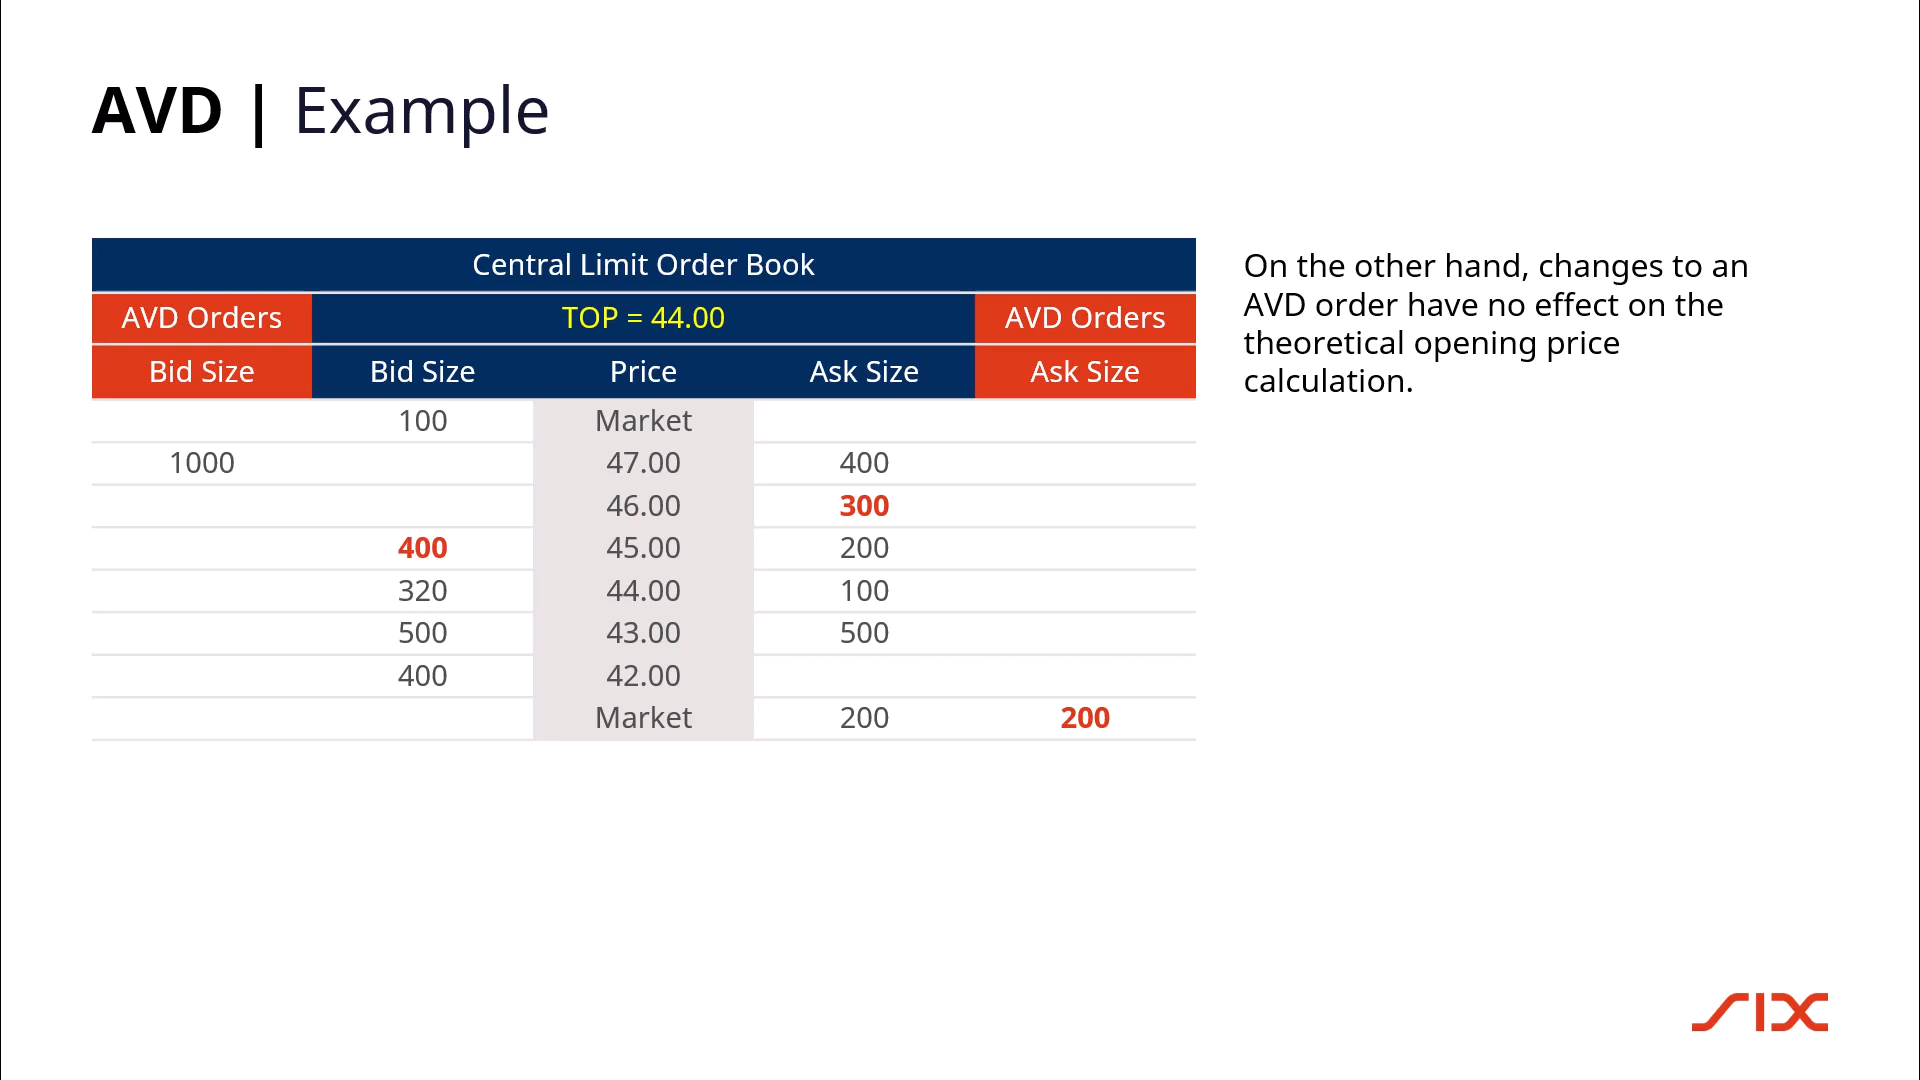 AVD | Example
Central Limit Order Book
AVD Orders TOP = 44.00 AVD Orders
Bid Size Bid Size Price Ask Size Ask Size
100 Market
1000 47.00 400
46.00 300
400 45.00 200
320 44.00 100
500 43.00 500
400 42.00
Market 200 200
On the other hand, changes to an
AVD order have no effect on the
theoretical opening price
calculation.
SIX